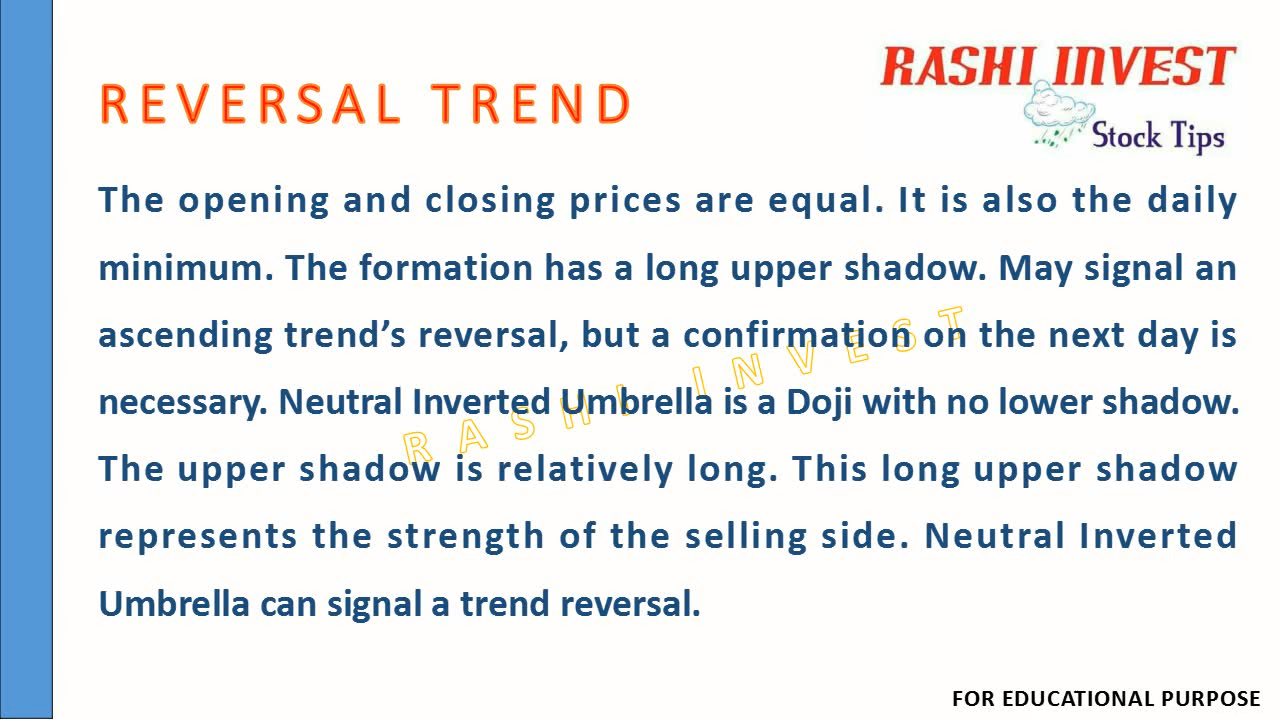 RASHI INVEST
Stock Tips
REVERSAL TREND
The opening and closing prices are equal. It is also the daily
minimum. The formation has a long upper shadow. May signal an
ascending trend’s reversal, but a confirmation on the next day is
necessary. Neutral Inverted Umbrella is a Doji with no lower shadow.
The upper shadow is relatively long. This long upper shadow
represents the strength of the selling side. Neutral Inverted
Umbrella can signal a trend reversal.
RASHI INVEST
FOR EDUCATIONAL PURPOSE